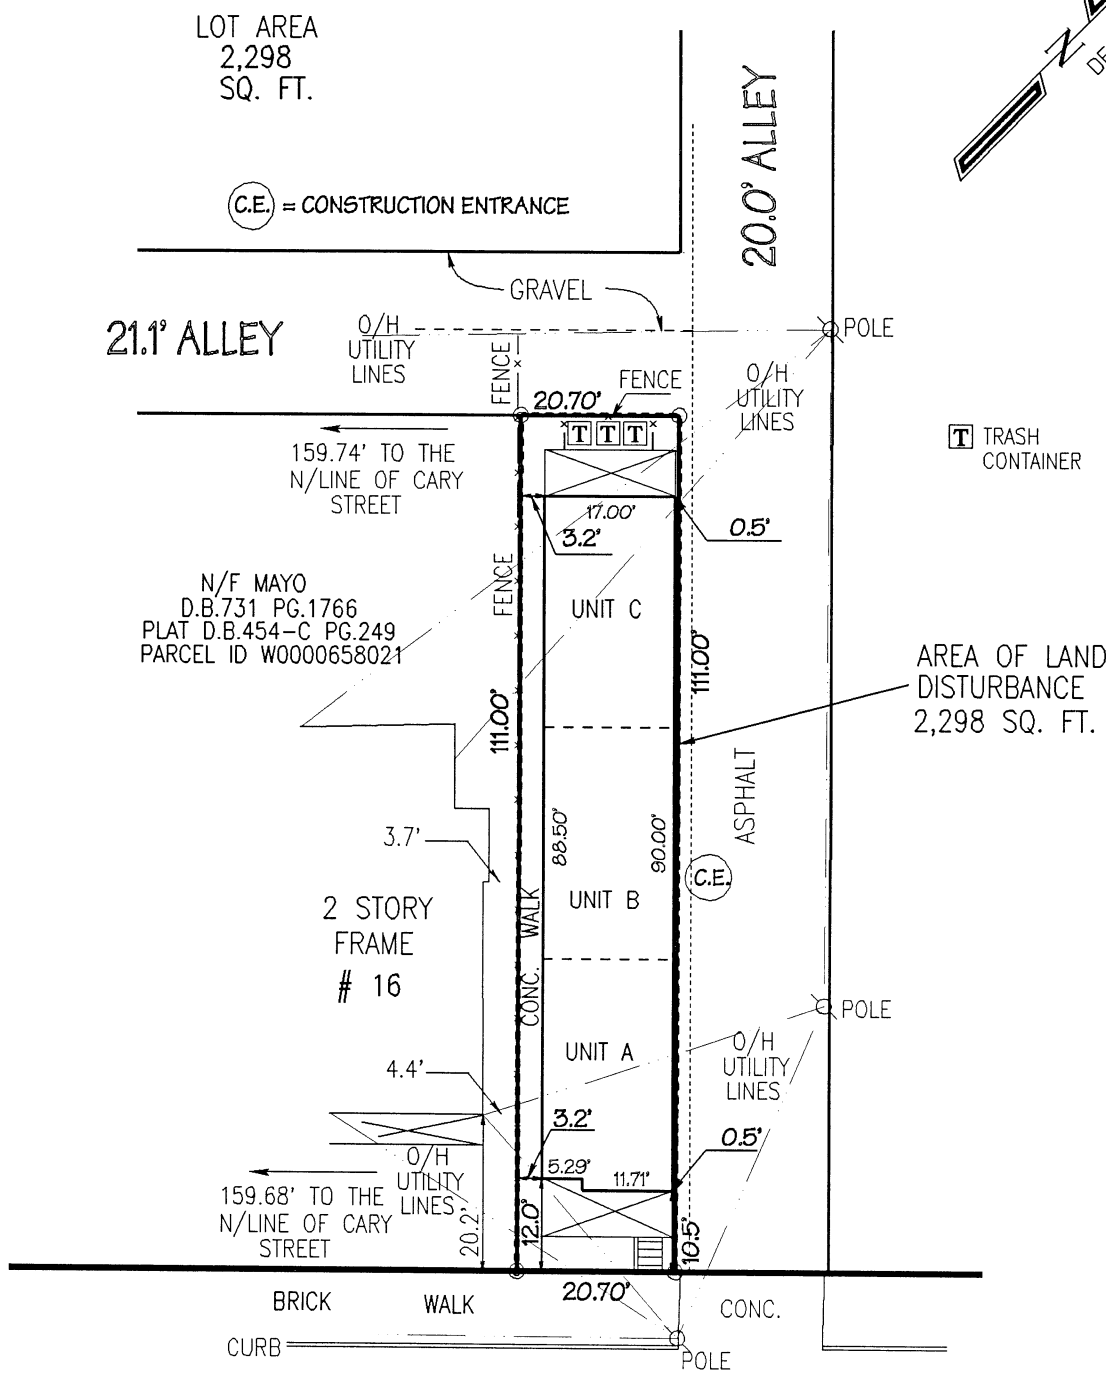 LOT AREA
2,298
SQ. FT.
N
20.0' ALLEY
C.E. = CONSTRUCTION ENTRANCE
GRAVEL
21.1' ALLEY
O/H
UTILITY
LINES
POLE
FENCE
FENCE
O/H
UTILITY
LINES
20.70'
T T T
T TRASH
CONTAINER
159.74' TO THE
N/LINE OF CARY
STREET
17.00'
3.2'
0.5'
FENCE
N/F MAYO
D.B.731 PG.1766
PLAT D.B.454-C PG.249
PARCEL ID W0000658021
UNIT C
111.00'
111.00'
AREA OF LAND
DISTURBANCE
2,298 SQ. FT.
ASPHALT
3.7'
88.50'
90.00'
C.E.
UNIT B
CONC. WALK
2 STORY
FRAME
# 16
POLE
UNIT A
O/H
UTILITY
LINES
4.4'
3.2'
0.5'
5.29'
11.71'
O/H
UTILITY
LINES
159.68' TO THE
N/LINE OF CARY
STREET
20.2'
12.0'
10.5'
20.70'
BRICK WALK
CONC.
CURB
POLE